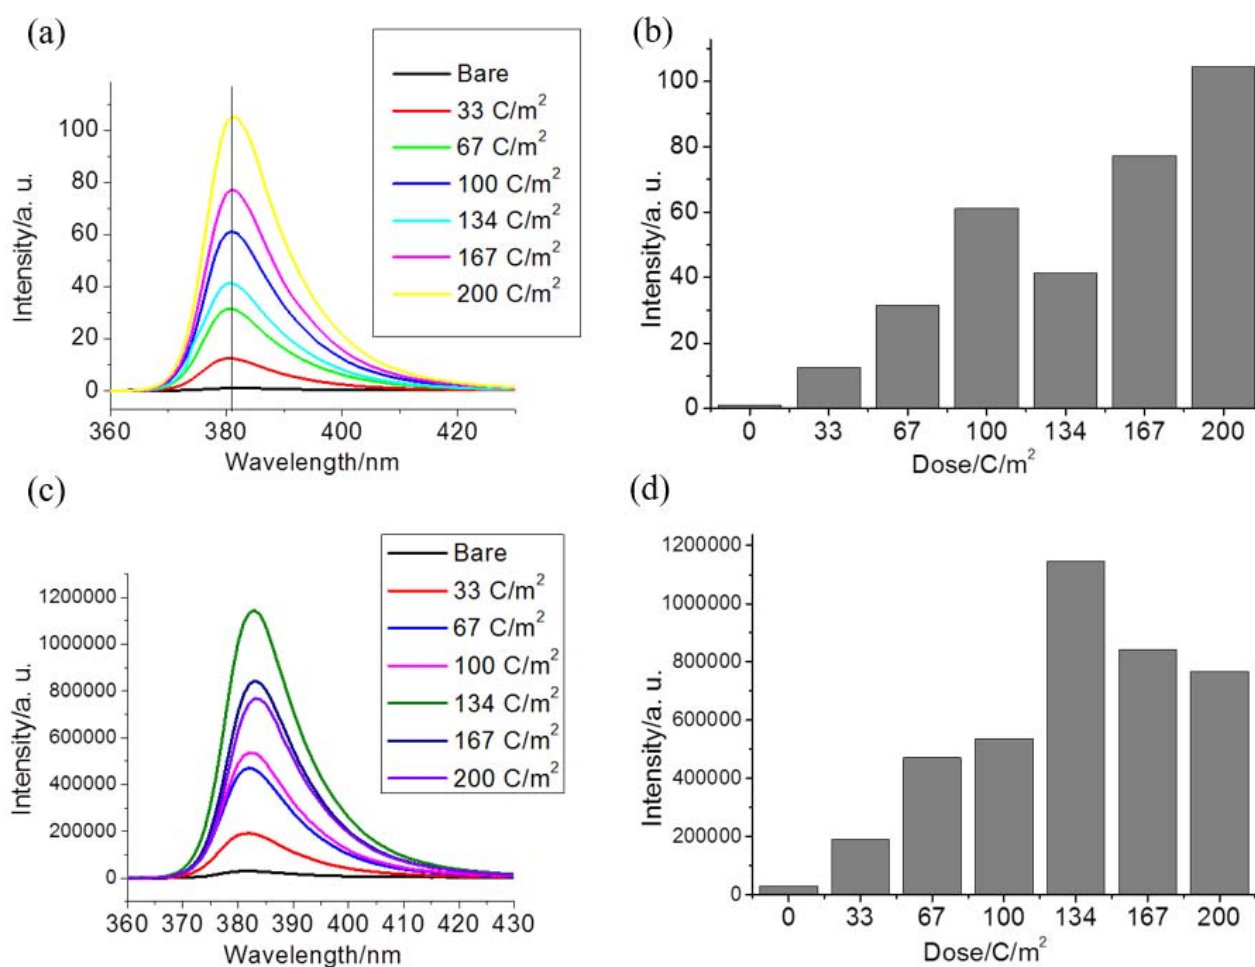 (a)
Bare
33 C/m²
67 C/m²
100 C/m²
134 C/m²
167 C/m²
200 C/m²
100
80
60
40
20
0
Intensity/a. u.
360 380 400 420
Wavelength/nm
(b)
100
80
60
40
20
0
Intensity/a. u.
0 33 67 100 134 167 200
Dose/C/m²
(c)
Bare
33 C/m²
67 C/m²
100 C/m²
134 C/m²
167 C/m²
200 C/m²
1200000
1000000
800000
600000
400000
200000
0
Intensity/a. u.
360 370 380 390 400 410 420 430
Wavelength/nm
(d)
1200000
1000000
800000
600000
400000
200000
0
Intensity/a. u.
0 33 67 100 134 167 200
Dose/C/m²